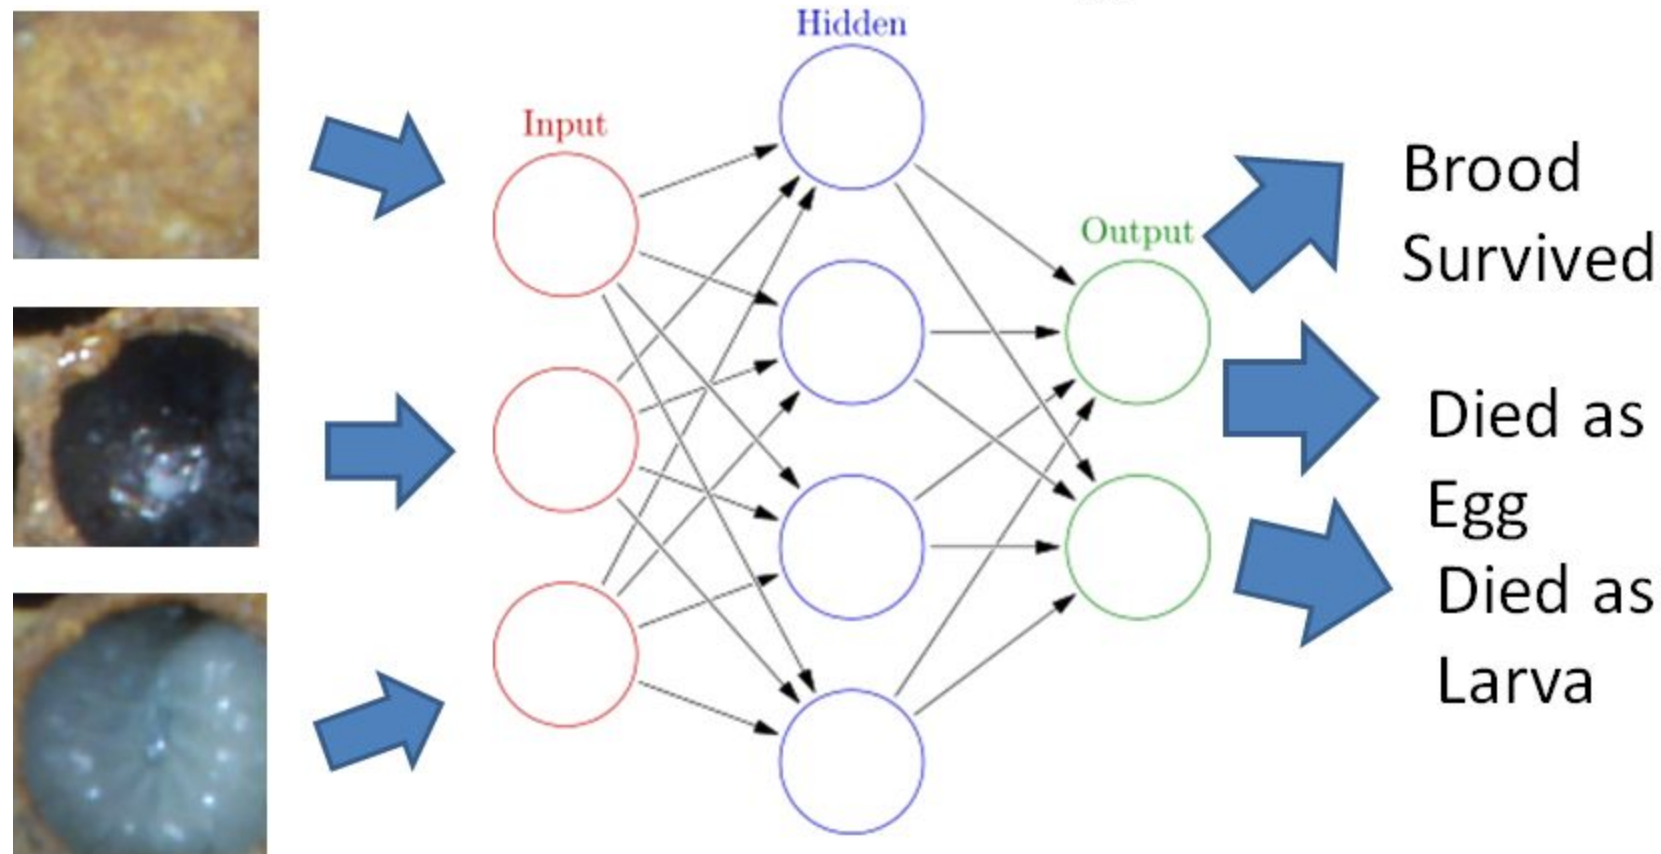 Hidden
Input
Output
Brood
Survived
Died as
Egg
Died as
Larva